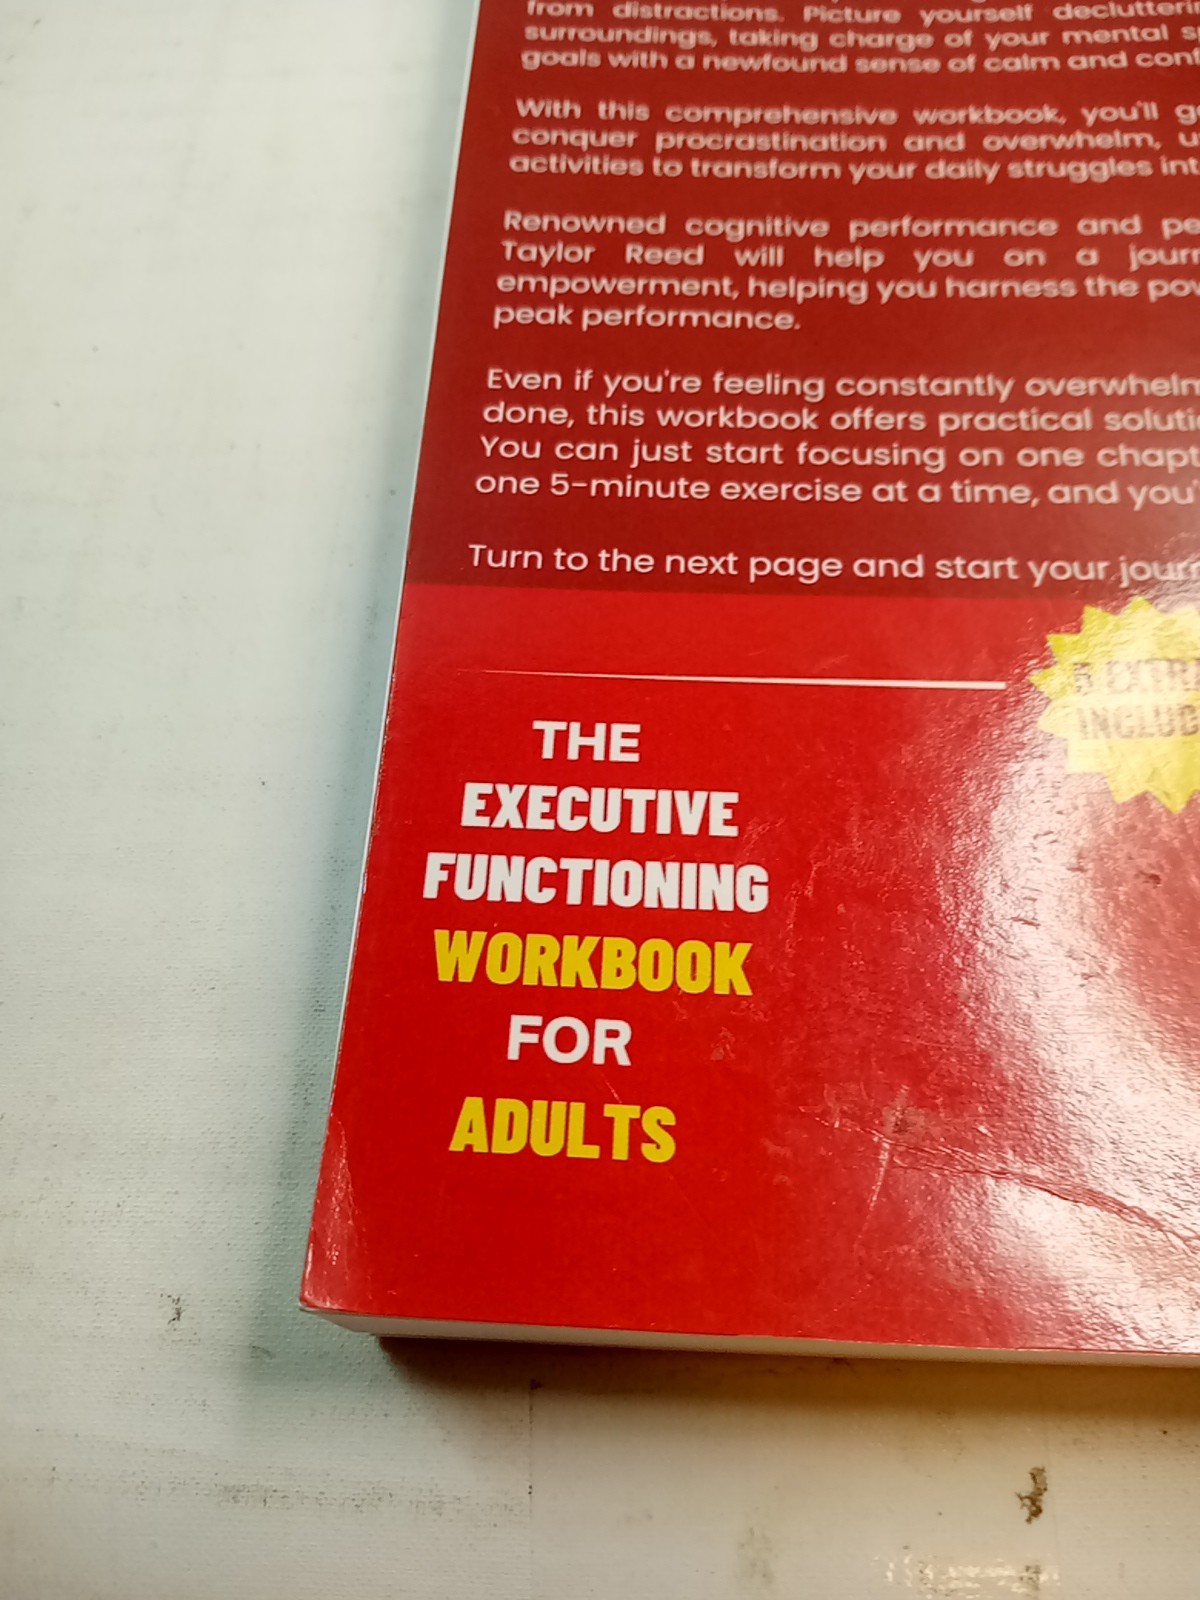 from distractions. Picture yourself
surroundings, taking charge of your mental
goals with a newfound sense of calm and
With this comprehensive workbook, you'll
conquer procrastination and overwhelm,
activities to transform your daily struggles
Renowned cognitive performance and
Taylor Reed will help you on a
empowerment, helping you harness the
peak performance.
Even if you're feeling constantly
done, this workbook offers practical
You can just start focusing on one
one 5-minute exercise at a time, and
Turn to the next page and start your
5
THE
EXECUTIVE
FUNCTIONING
WORKBOOK
FOR
ADULTS